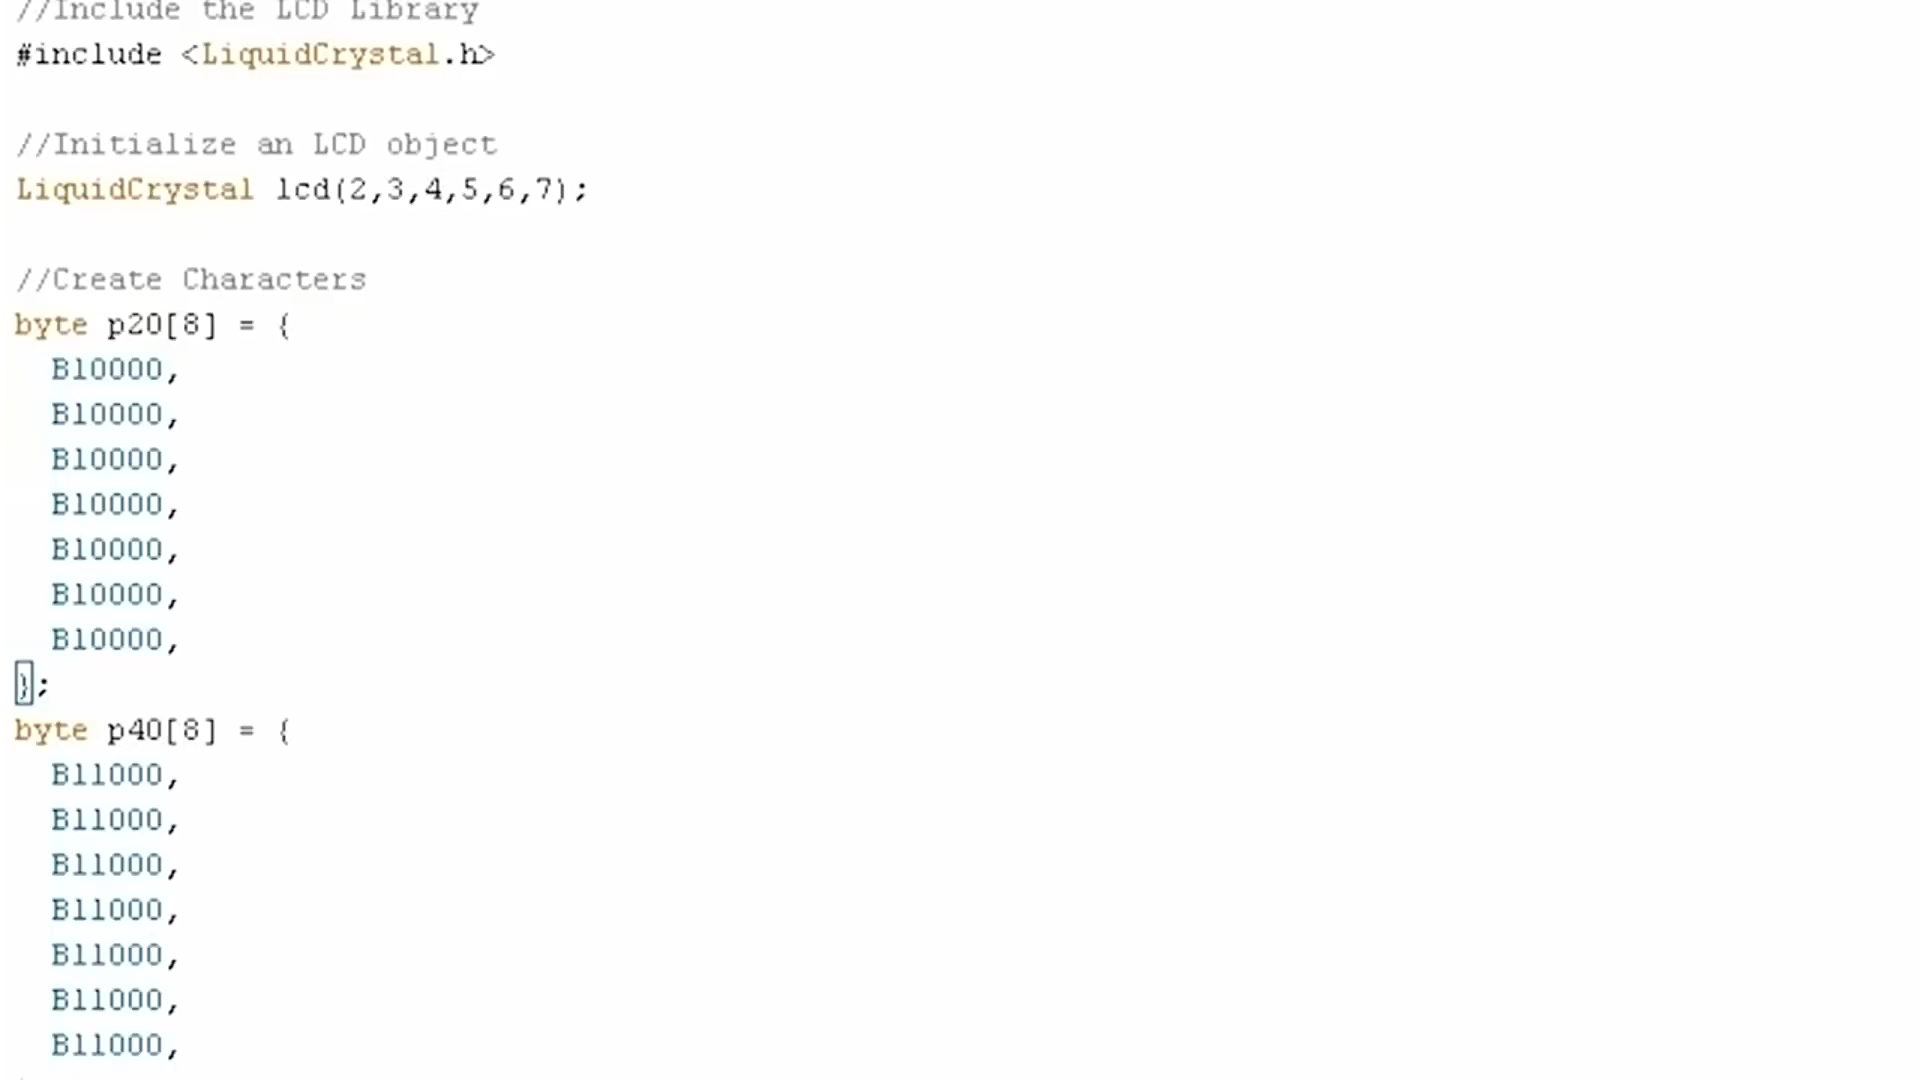 //Include the LCD Library
#include <LiquidCrystal.h>
//Initialize an LCD object
LiquidCrystal lcd(2,3,4,5,6,7);
//Create Characters
byte p20[8] = {
  B10000,
  B10000,
  B10000,
  B10000,
  B10000,
  B10000,
  B10000,
};
byte p40[8] = {
  B11000,
  B11000,
  B11000,
  B11000,
  B11000,
  B11000,
  B11000,